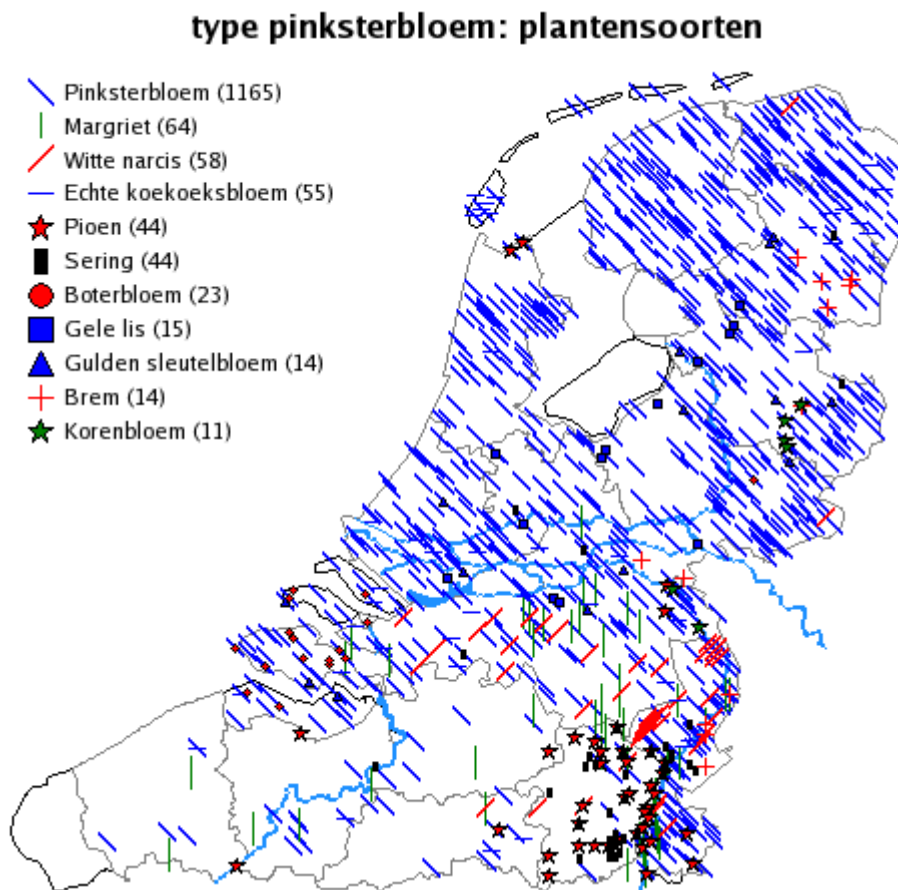 type pinksterbloem: plantensoorten
Pinksterbloem (1165)
Margriet (64)
Witte narcis (58)
Echte koekoeksbloem (55)
Pioen (44)
Sering (44)
Boterbloem (23)
Gele lis (15)
Gulden sleutelbloem (14)
Brem (14)
Korenbloem (11)